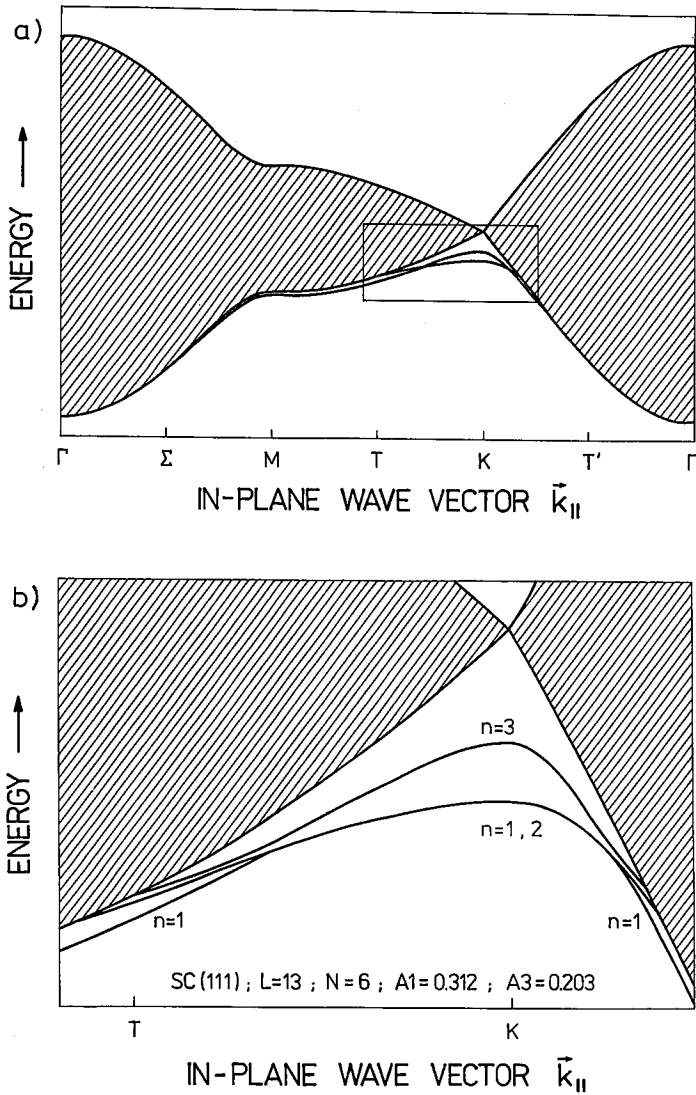 a)
ENERGY
Γ Σ M T K T' Γ
IN-PLANE WAVE VECTOR k⃗||
b)
n=3
n=1,2
n=1
n=1
ENERGY
SC(111) ; L=13 ; N=6 ; A1=0.312 ; A3=0.203
T K
IN-PLANE WAVE VECTOR k⃗||